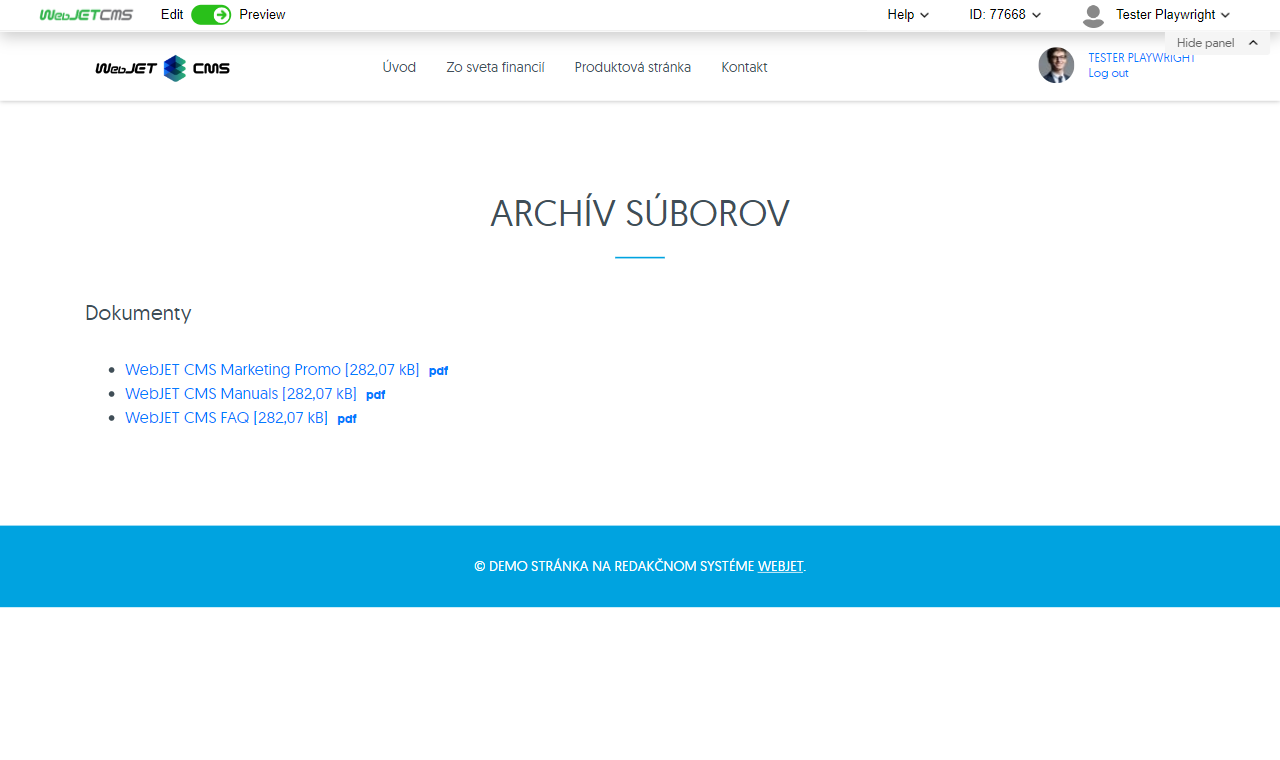 WebJETCMS Edit Preview Help ID: 77668 Tester Playwright
Hide panel
WebJET CMS Úvod Zo sveta financií Produktová stránka Kontakt TESTER PLAYWRIGHT
Log out
ARCHÍV SÚBOROV
Dokumenty
WebJET CMS Marketing Promo [282,07 kB] pdf
WebJET CMS Manuals [282,07 kB] pdf
WebJET CMS FAQ [282,07 kB] pdf
© DEMO STRÁNKA NA REDAKČNOM SYSTÉME WEBJET.